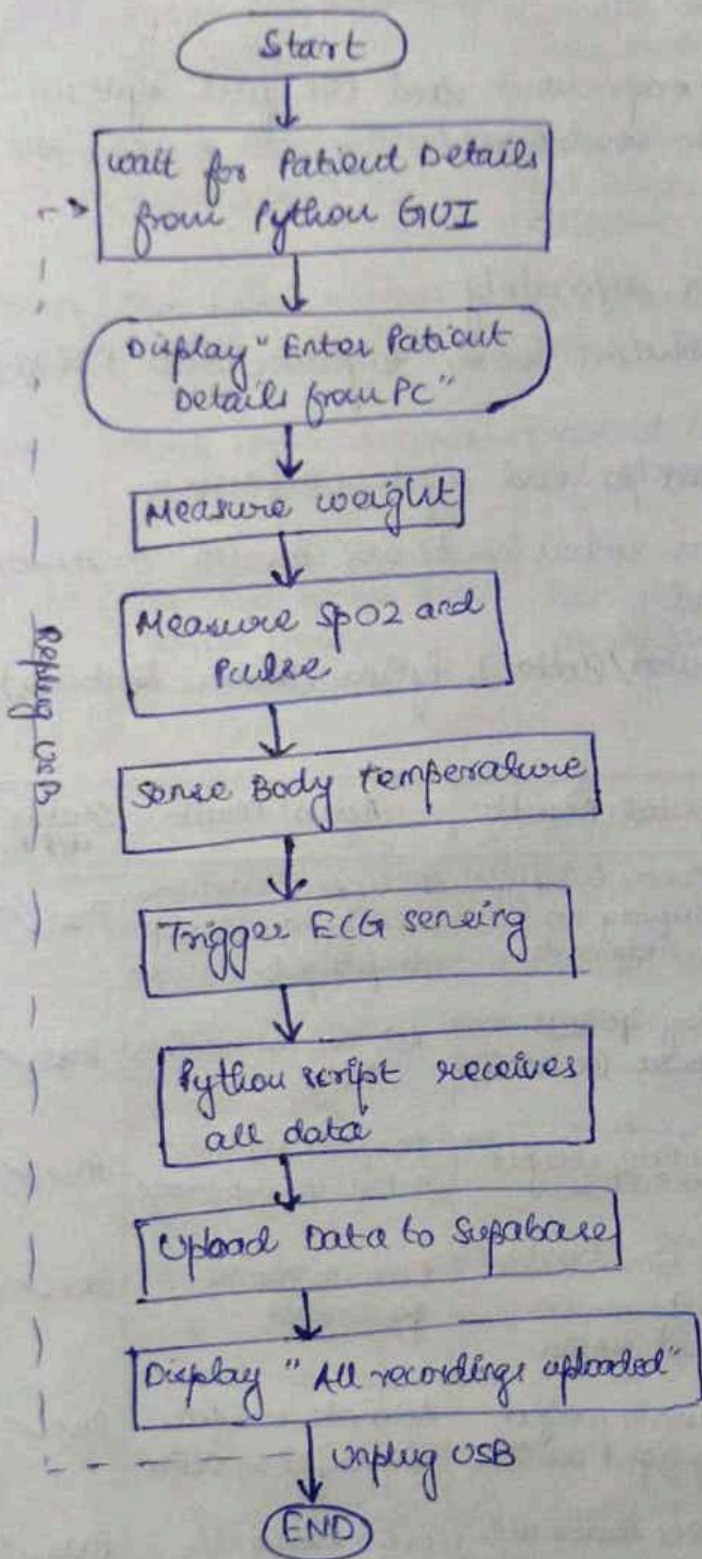 Start
Wait for Patient Details
from Python GUI
Display "Enter Patient
Details from PC"
Measure weight
Measure SpO2 and
Pulse
Sense Body temperature
Trigger ECG sensing
Python script receives
all data
Upload Data to Supabase
Display "All recordings uploaded"
Unplug USB
END
Replug USB